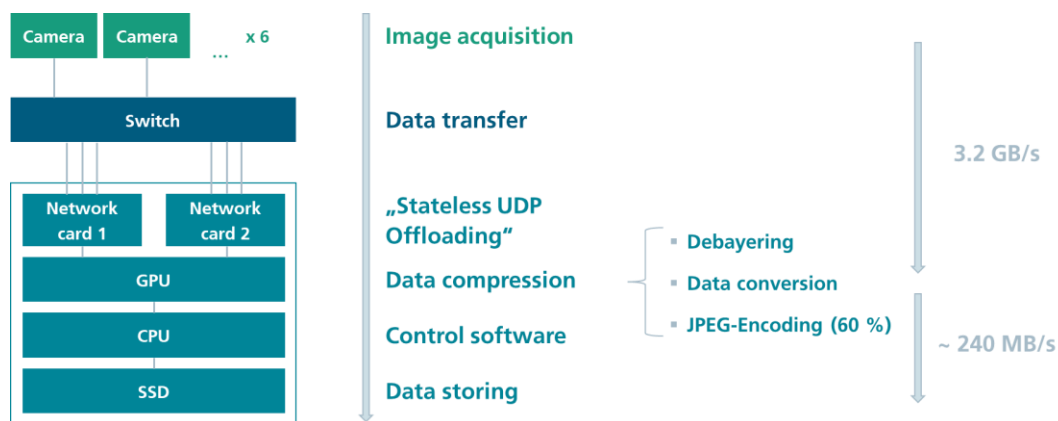 Camera
Camera
...
x 6
Image acquisition
Switch
Data transfer
3.2 GB/s
Network
card 1
Network
card 2
„Stateless UDP
Offloading“
GPU
Data compression
▪ Debayering
▪ Data conversion
▪ JPEG-Encoding (60 %)
CPU
Control software
~ 240 MB/s
SSD
Data storing